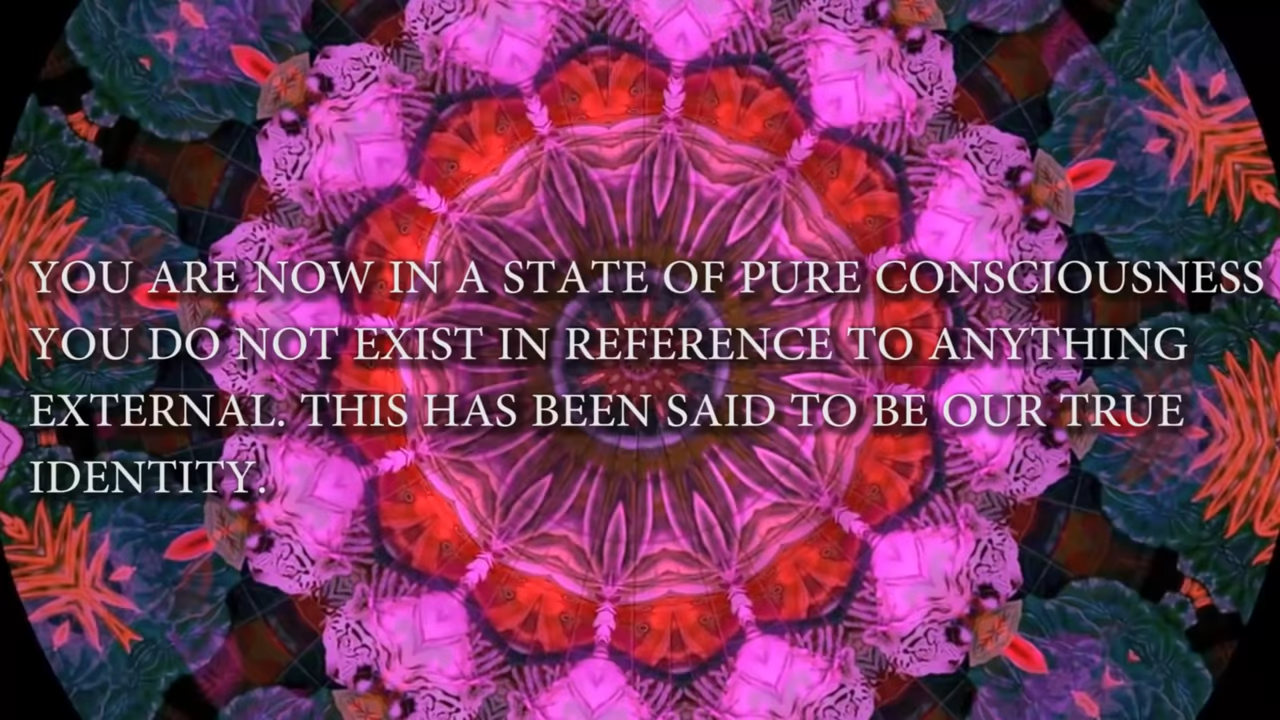 YOU ARE NOW IN A STATE OF PURE CONSCIOUSNESS
YOU DO NOT EXIST IN REFERENCE TO ANYTHING
EXTERNAL. THIS HAS BEEN SAID TO BE OUR TRUE
IDENTITY.